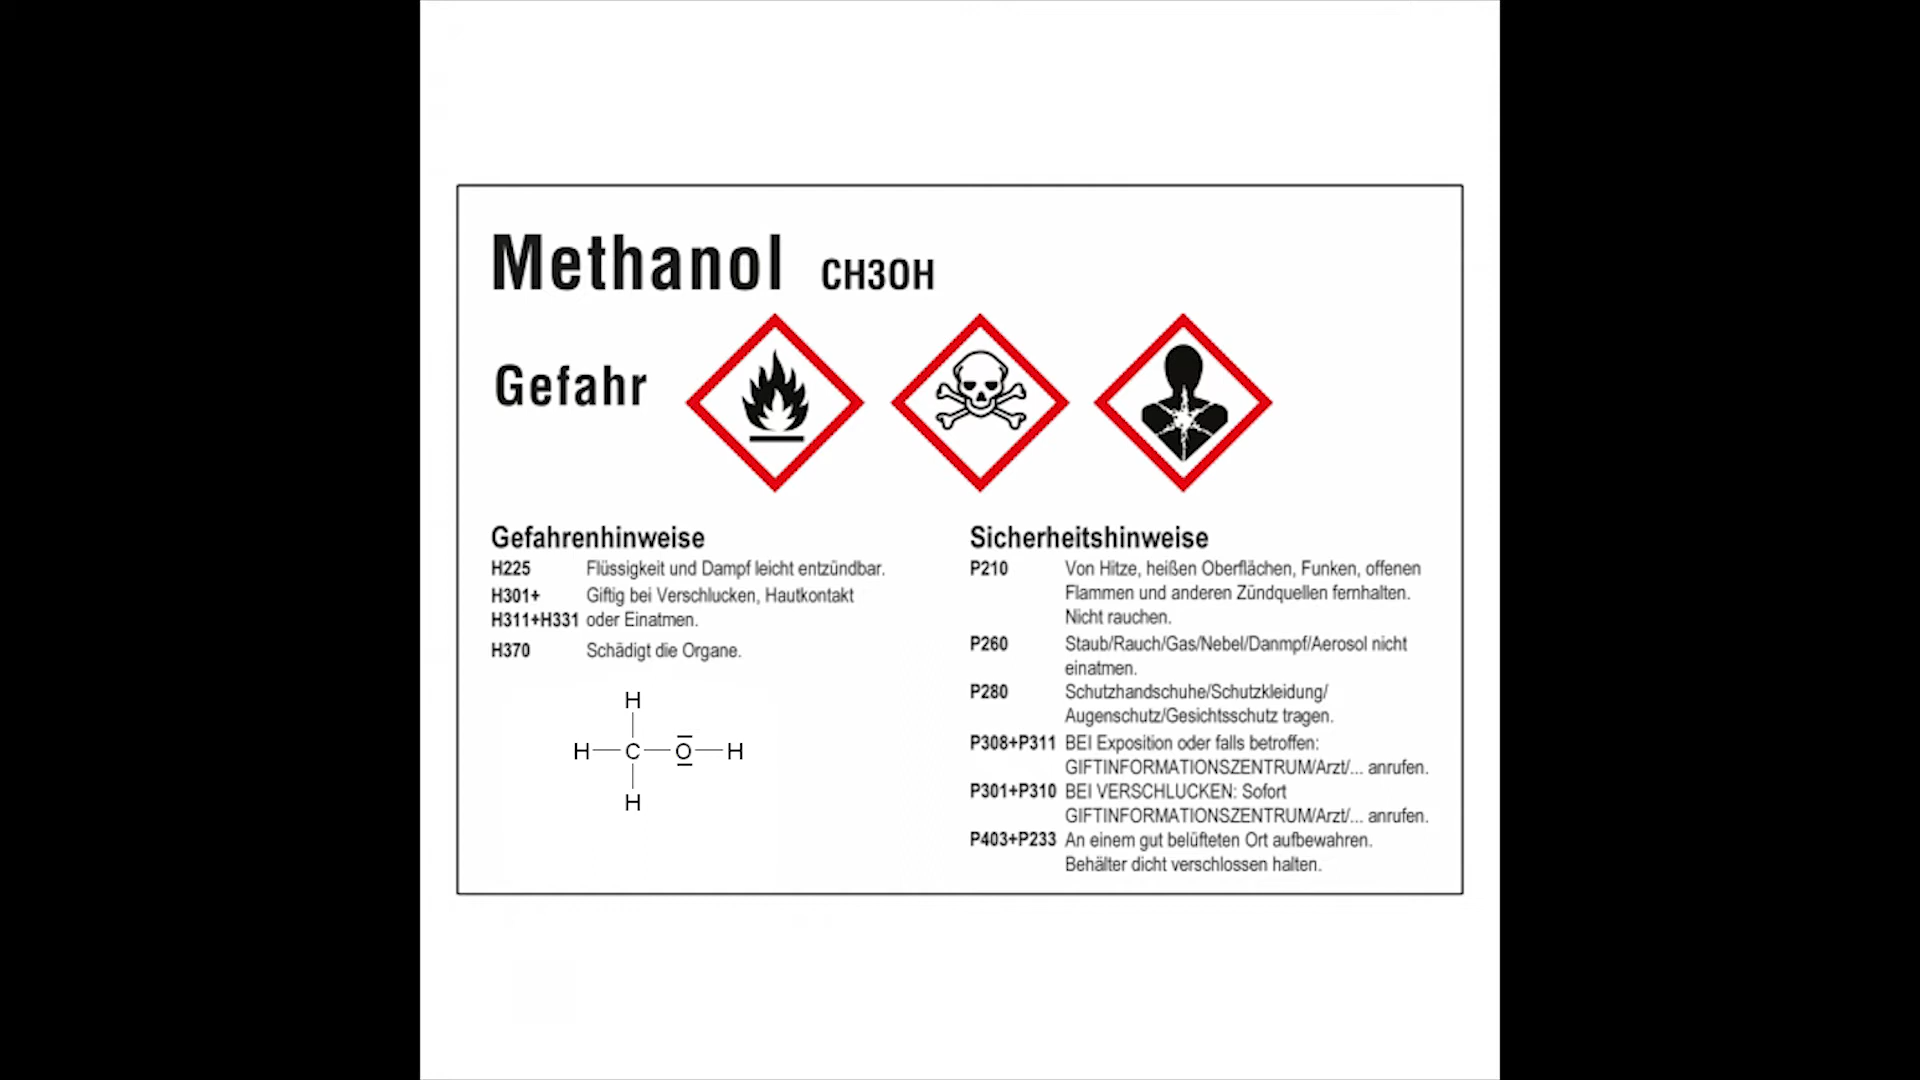 Methanol CH3OH
Gefahr
Gefahrenhinweise
H225 Flüssigkeit und Dampf leicht entzündbar.
H301+ Giftig bei Verschlucken, Hautkontakt
H311+H331 oder Einatmen.
H370 Schädigt die Organe.
H
H C O H
H
Sicherheitshinweise
P210 Von Hitze, heißen Oberflächen, Funken, offenen
Flammen und anderen Zündquellen fernhalten.
Nicht rauchen.
P260 Staub/Rauch/Gas/Nebel/Danmpf/Aerosol nicht
einatmen.
P280 Schutzhandschuhe/Schutzkleidung/
Augenschutz/Gesichtsschutz tragen.
P308+P311 BEI Exposition oder falls betroffen:
GIFTINFORMATIONSZENTRUM/Arzt/... anrufen.
P301+P310 BEI VERSCHLUCKEN: Sofort
GIFTINFORMATIONSZENTRUM/Arzt/... anrufen.
P403+P233 An einem gut belüfteten Ort aufbewahren.
Behälter dicht verschlossen halten.